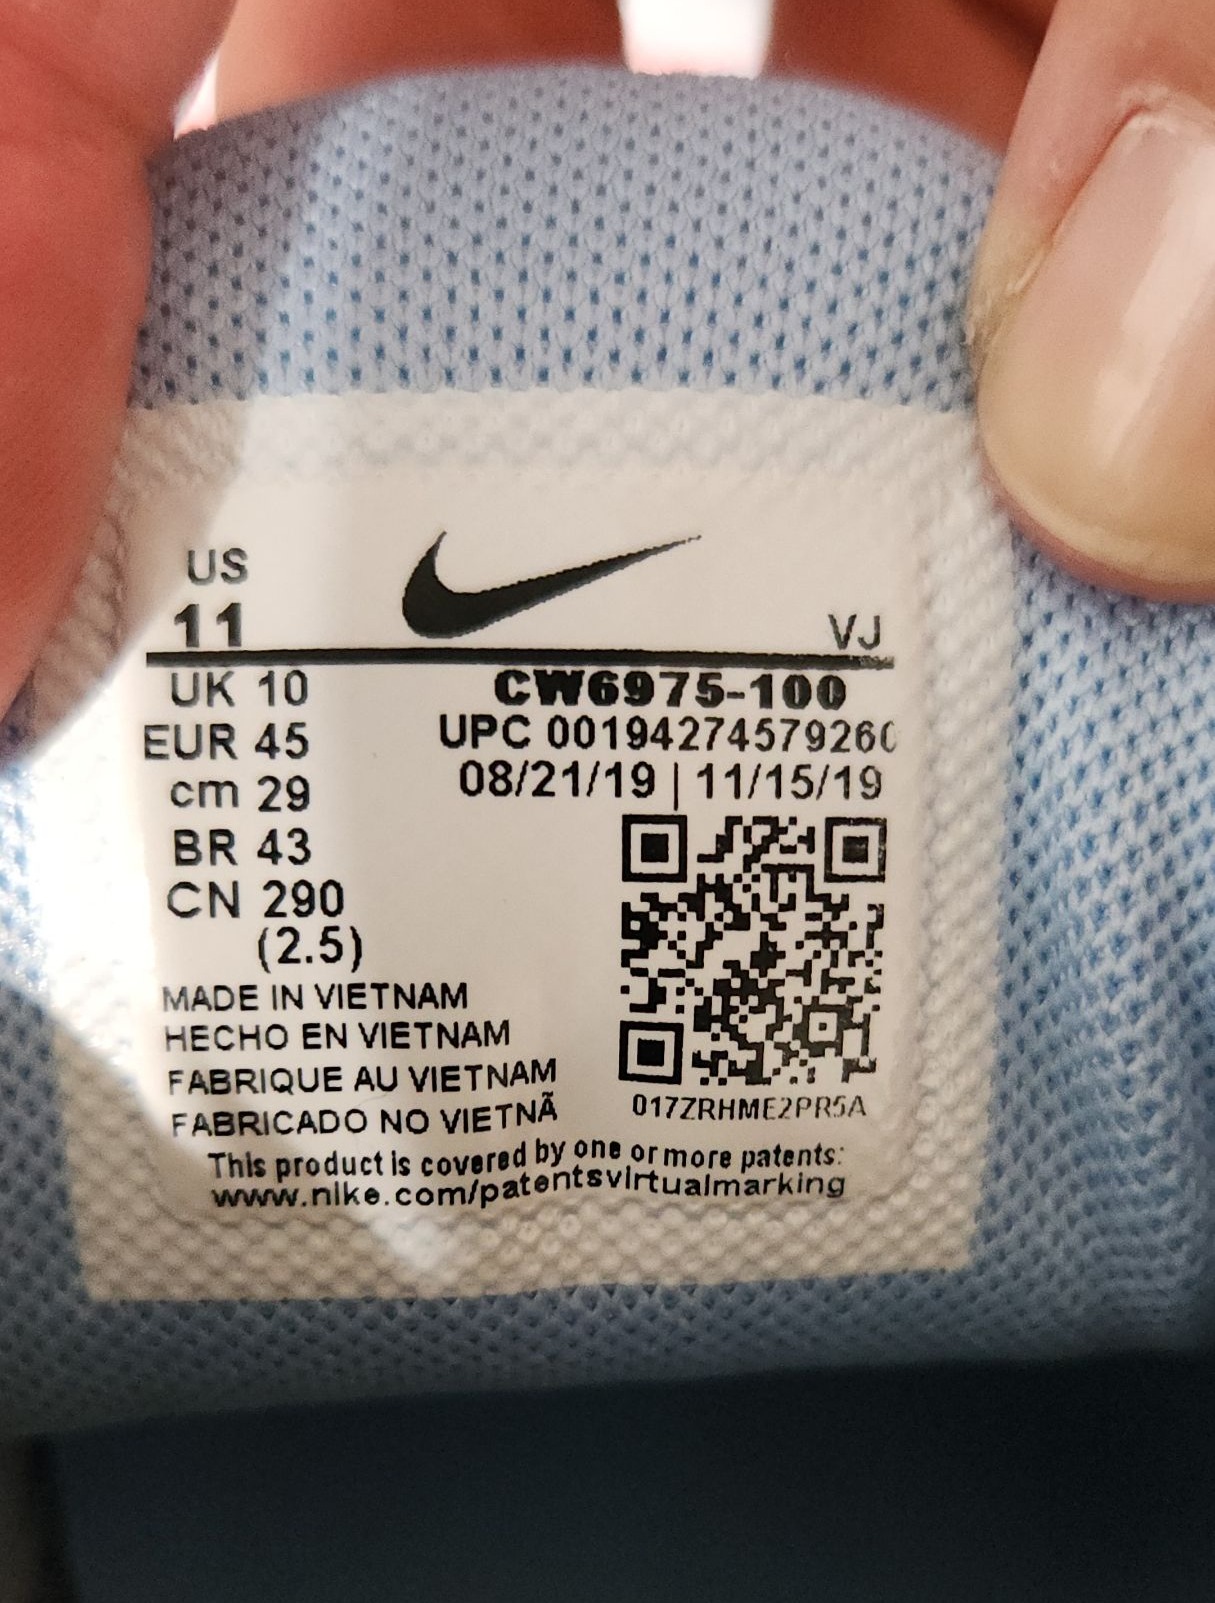 US
11
VJ
UK 10
EUR 45
cm 29
BR 43
CN 290
(2.5)
CW6975-100
UPC 00194274579260
08/21/19 | 11/15/19
017ZRHME2PR5A
MADE IN VIETNAM
HECHO EN VIETNAM
FABRIQUE AU VIETNAM
FABRICADO NO VIETNÃ
This product is covered by one or more patents:
www.nike.com/patentsvirtualmarking